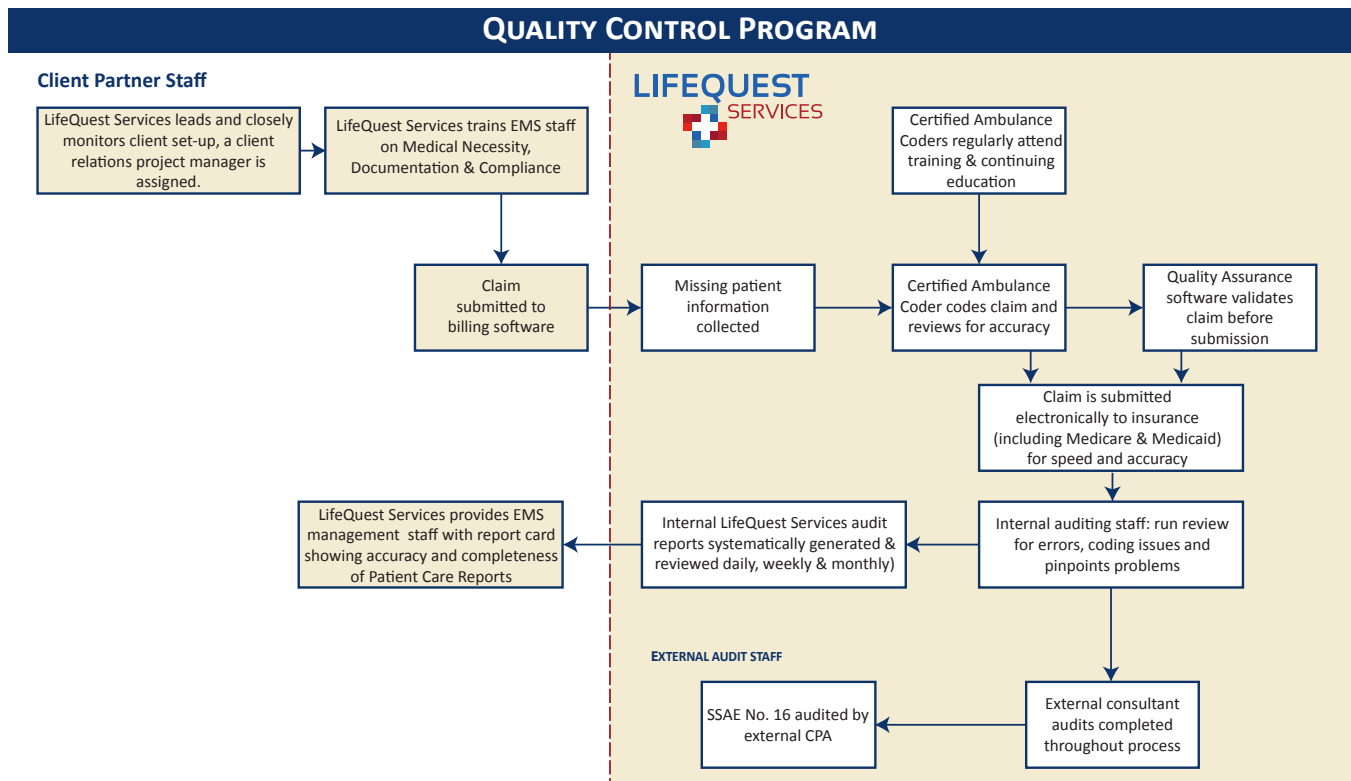 QUALITY CONTROL PROGRAM
Client Partner Staff
LifeQuest Services leads and closely
monitors client set-up, a client
relations project manager is
assigned.
LifeQuest Services trains EMS staff
on Medical Necessity,
Documentation & Compliance
LIFEQUEST
SERVICES
Certified Ambulance
Coders regularly attend
training & continuing
education
Claim
submitted to
billing software
Missing patient
information
collected
Certified Ambulance
Coder codes claim and
reviews for accuracy
Quality Assurance
software validates
claim before
submission
Claim is submitted
electronically to insurance
(including Medicare & Medicaid)
for speed and accuracy
LifeQuest Services provides EMS
management staff with report card
showing accuracy and completeness
of Patient Care Reports
Internal LifeQuest Services audit
reports systematically generated &
reviewed daily, weekly & monthly)
Internal auditing staff: run review
for errors, coding issues and
pinpoints problems
EXTERNAL AUDIT STAFF
SSAE No. 16 audited by
external CPA
External consultant
audits completed
throughout process